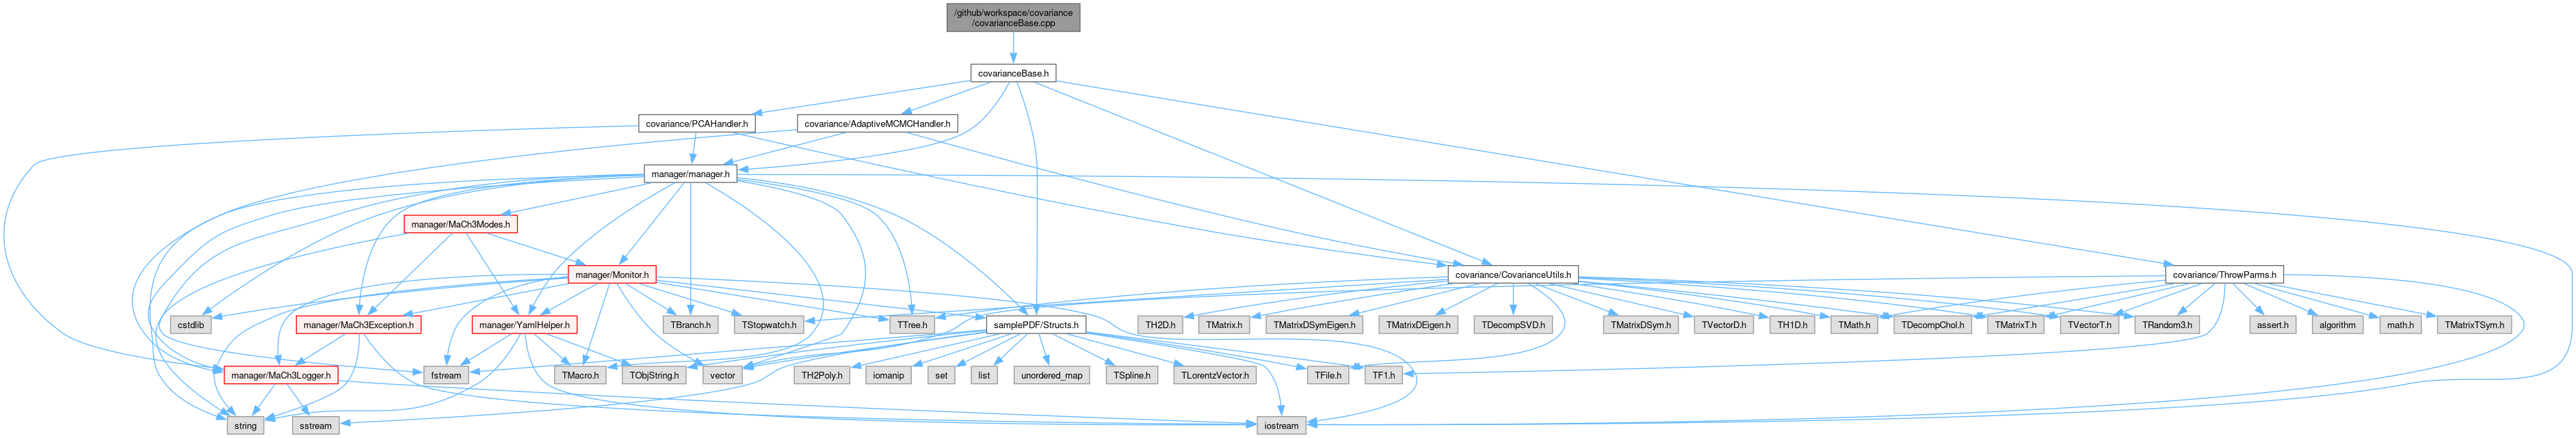 /github/workspace/covariance
/covarianceBase.cpp
covarianceBase.h
covariance/PCAHandler.h
covariance/AdaptiveMCMCHandler.h
manager/manager.h
manager/MaCh3Modes.h
manager/Monitor.h
covariance/CovarianceUtils.h
covariance/ThrowParms.h
cstdlib
manager/MaCh3Exception.h
manager/YamlHelper.h
TBranch.h
TStopwatch.h
TTree.h
samplePDF/Structs.h
TH2D.h
TMatrix.h
TMatrixDSymEigen.h
TMatrixDEigen.h
TDecompSVD.h
TMatrixDSym.h
TVectorD.h
TH1D.h
TMath.h
TDecompChol.h
TMatrixT.h
TVectorT.h
TRandom3.h
assert.h
algorithm
math.h
TMatrixTSym.h
manager/MaCh3Logger.h
fstream
TMacro.h
TObjString.h
vector
TH2Poly.h
iomanip
set
list
unordered_map
TSpline.h
TLorentzVector.h
TFile.h
TF1.h
string
sstream
iostream